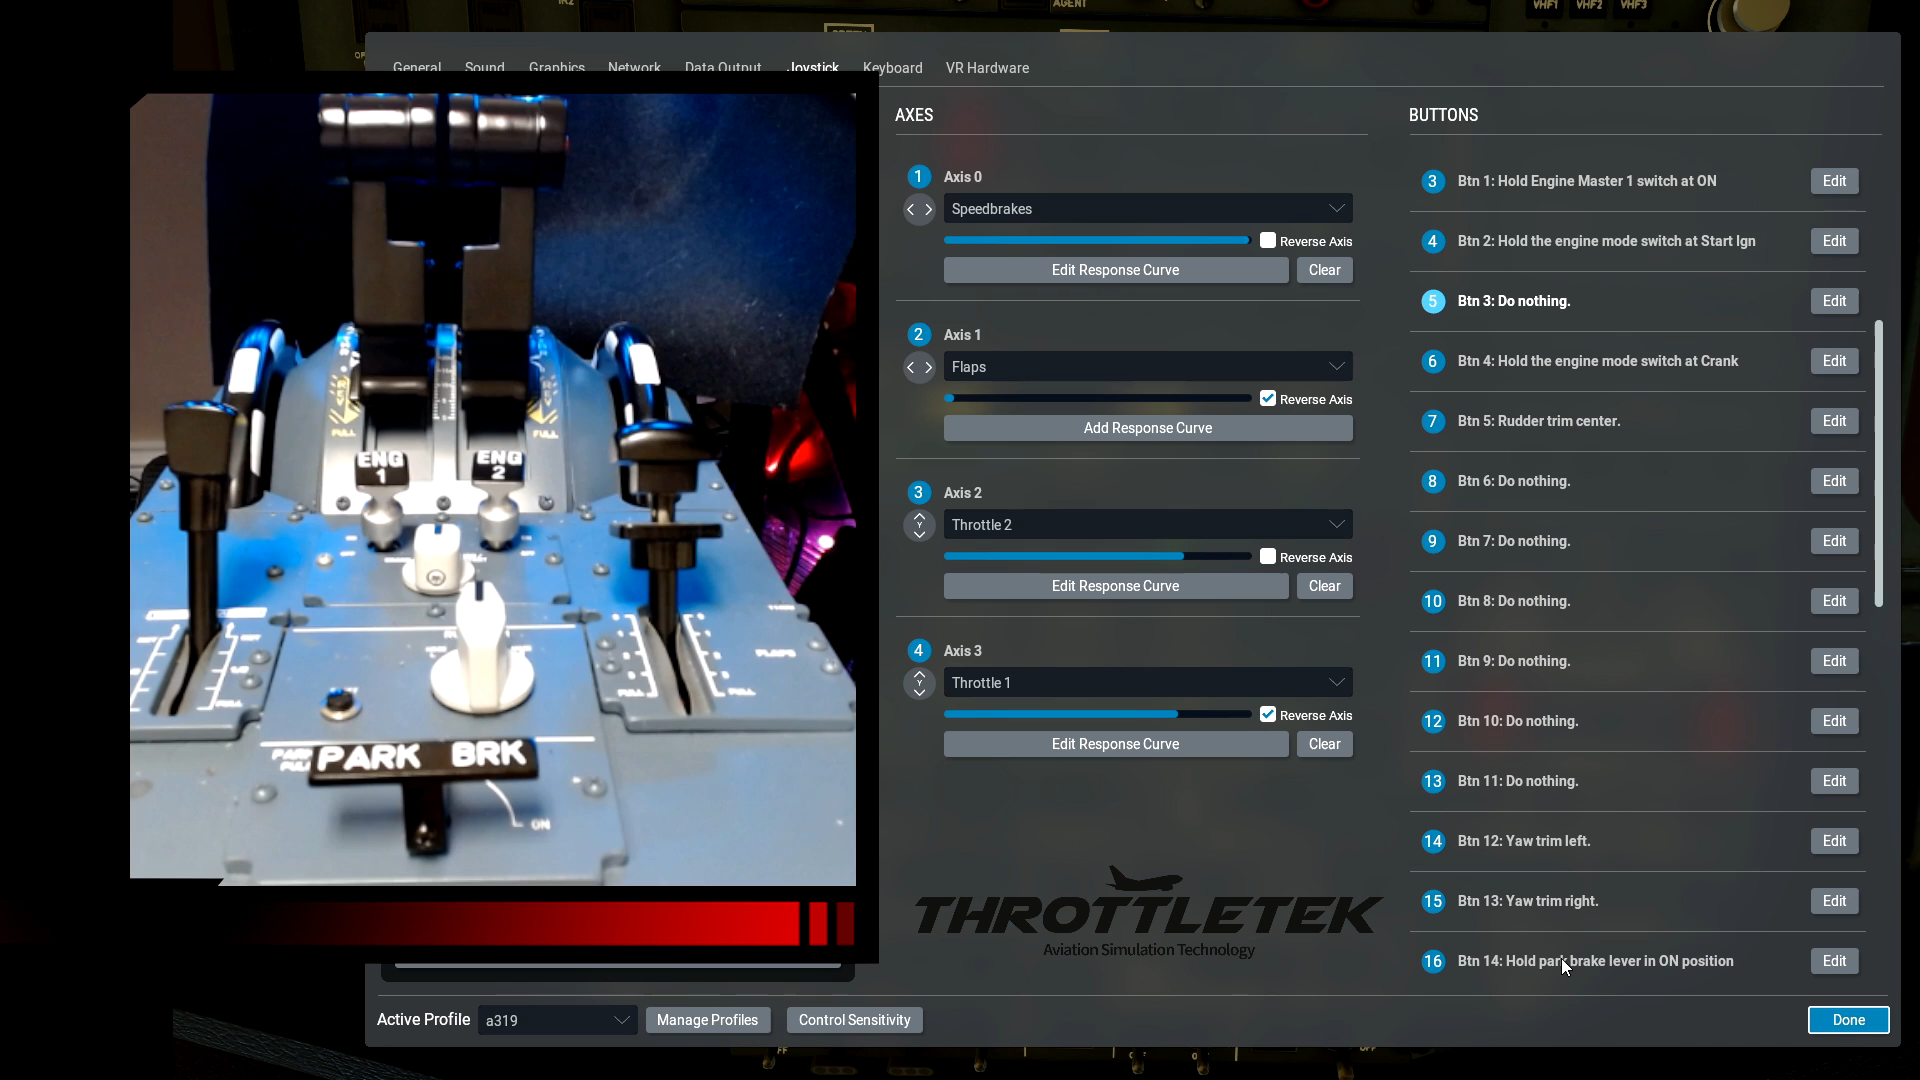 AGENT
VHF1 VHF2 VHF3
General Sound Graphics Network Data Output Joystick Keyboard VR Hardware
AXES
1 Axis 0
Speedbrakes
Reverse Axis
Edit Response Curve Clear
2 Axis 1
Flaps
Reverse Axis
Add Response Curve
3 Axis 2
Y
Throttle 2
Reverse Axis
Edit Response Curve Clear
4 Axis 3
Y
Throttle 1
Reverse Axis
Edit Response Curve Clear
BUTTONS
3 Btn 1: Hold Engine Master 1 switch at ON Edit
4 Btn 2: Hold the engine mode switch at Start Ign Edit
5 Btn 3: Do nothing. Edit
6 Btn 4: Hold the engine mode switch at Crank Edit
7 Btn 5: Rudder trim center. Edit
8 Btn 6: Do nothing. Edit
9 Btn 7: Do nothing. Edit
10 Btn 8: Do nothing. Edit
11 Btn 9: Do nothing. Edit
12 Btn 10: Do nothing. Edit
13 Btn 11: Do nothing. Edit
14 Btn 12: Yaw trim left. Edit
15 Btn 13: Yaw trim right. Edit
16 Btn 14: Hold park brake lever in ON position Edit
FULL FULL
ENG
1
ENG
2
FULL FULL
PARK BRK
ON
THROTTLETEK
Aviation Simulation Technology
Active Profile a319 Manage Profiles Control Sensitivity Done